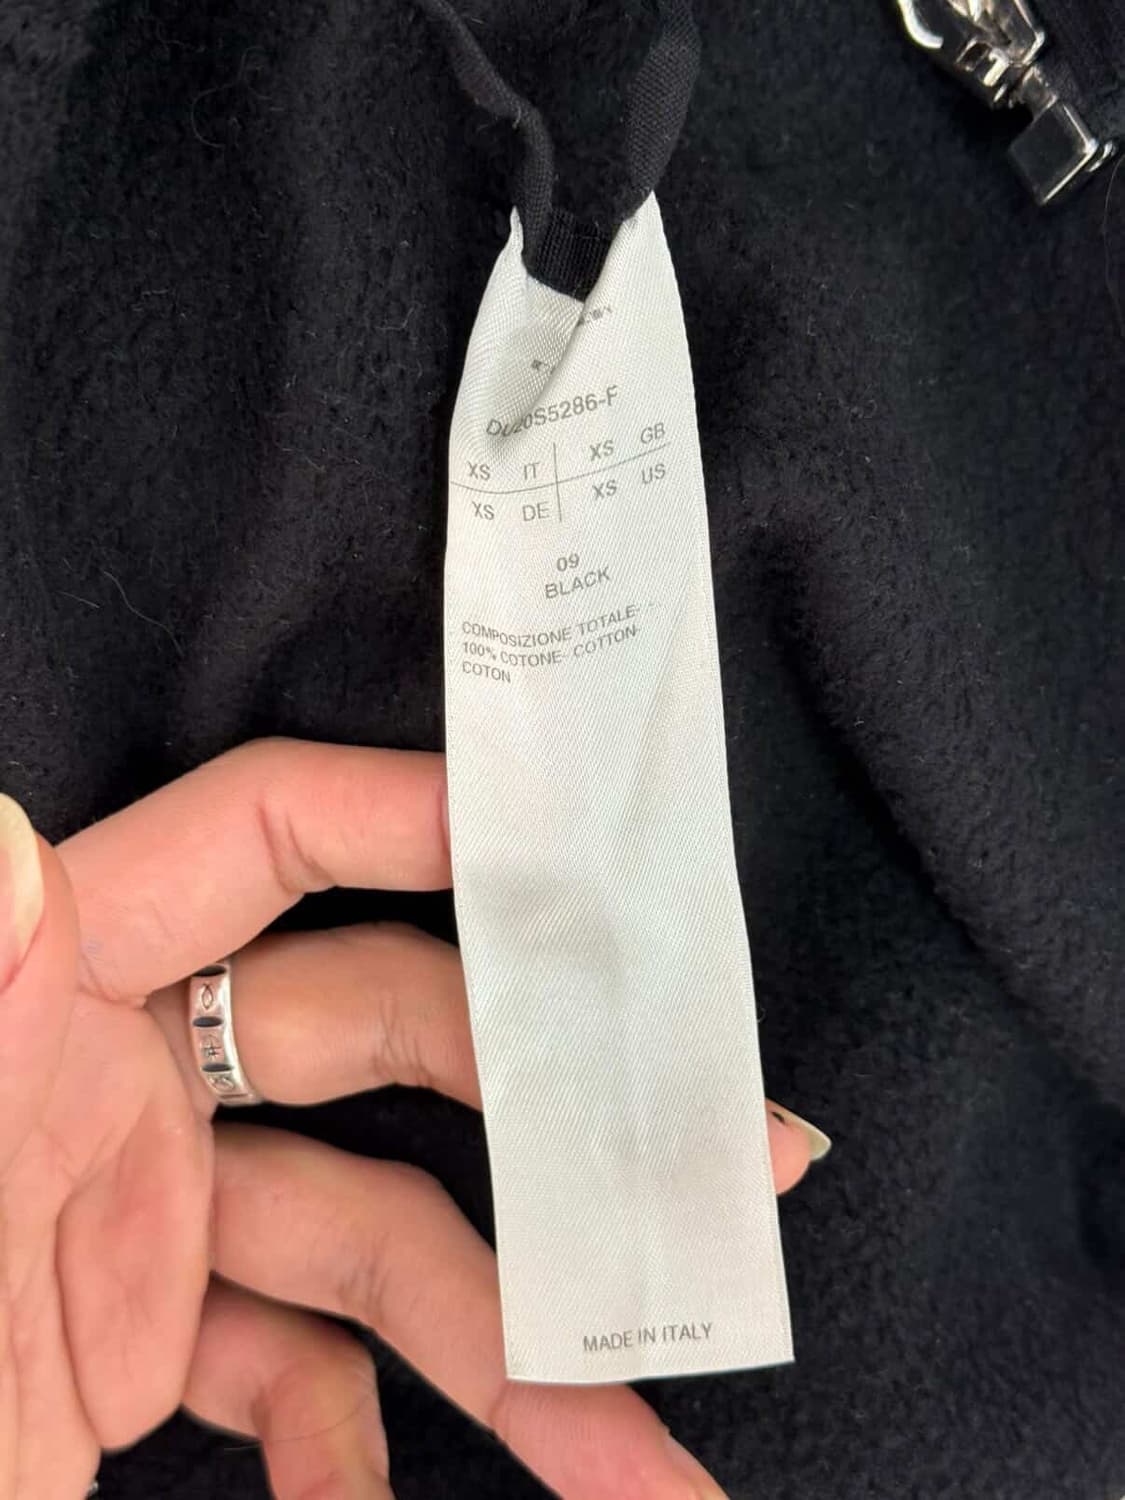 DU20S5286-F
XS IT XS GB
XS DE XS US
09
BLACK
COMPOSIZIONE TOTALE-
100% COTONE- COTTON-
COTON
MADE IN ITALY